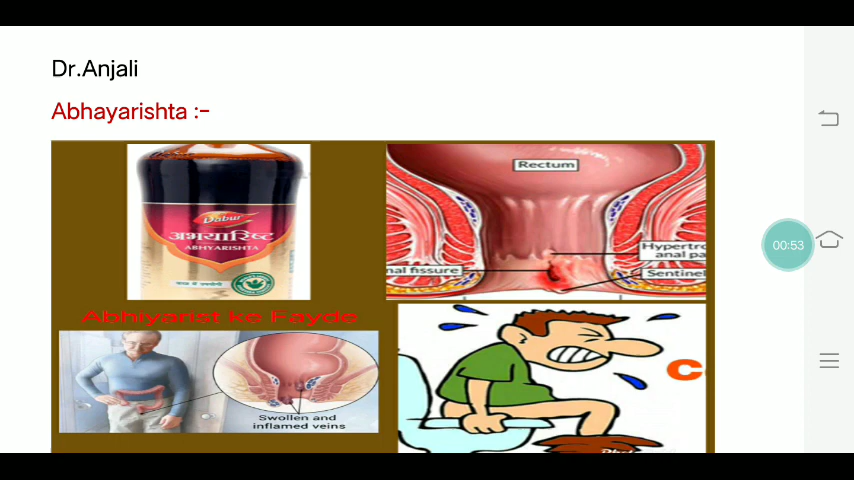 Dr.Anjali
Abhayarishta :-
Dabur
अभयारिष्ट
ABHYARISHTA
Rectum
Hypertro
anal pa
nal fissure
Sentinel
00:53
Abhiyarist ke Fayde
Swollen and
inflamed veins
C